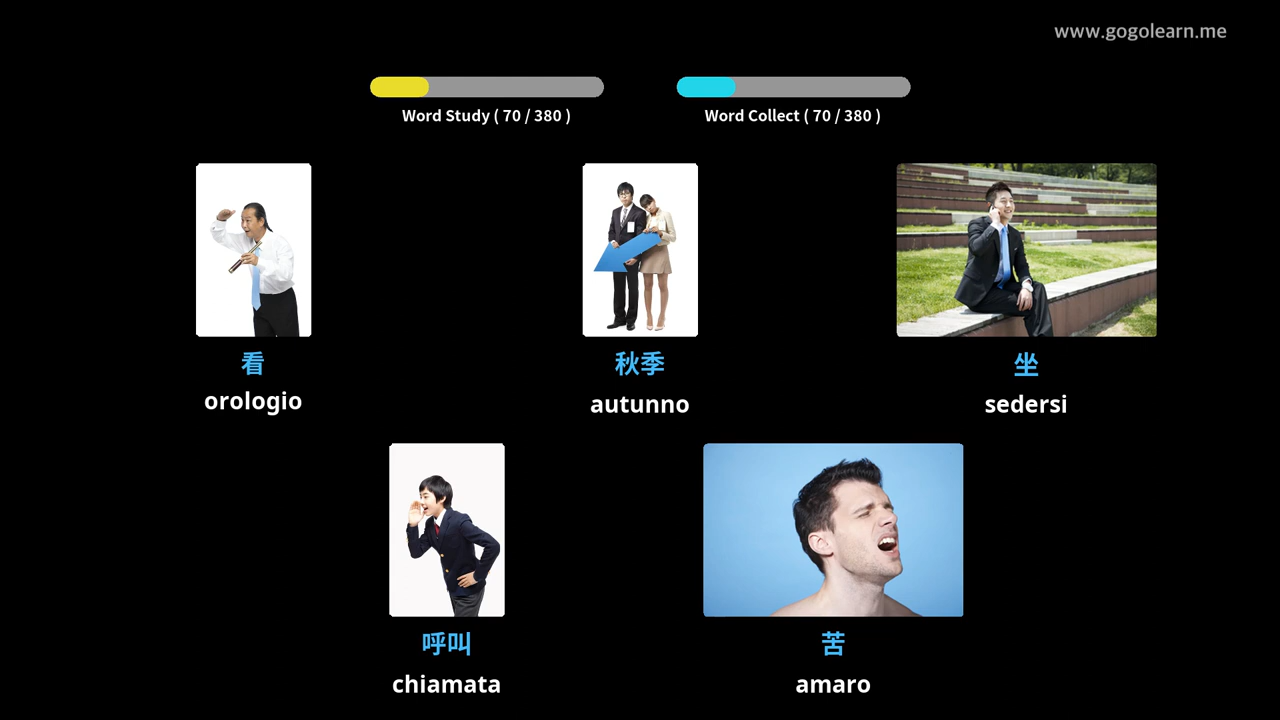 www.gogolearn.me
Word Study ( 70 / 380 )
Word Collect ( 70 / 380 )
看
orologio
秋季
autunno
坐
sedersi
呼叫
chiamata
苦
amaro